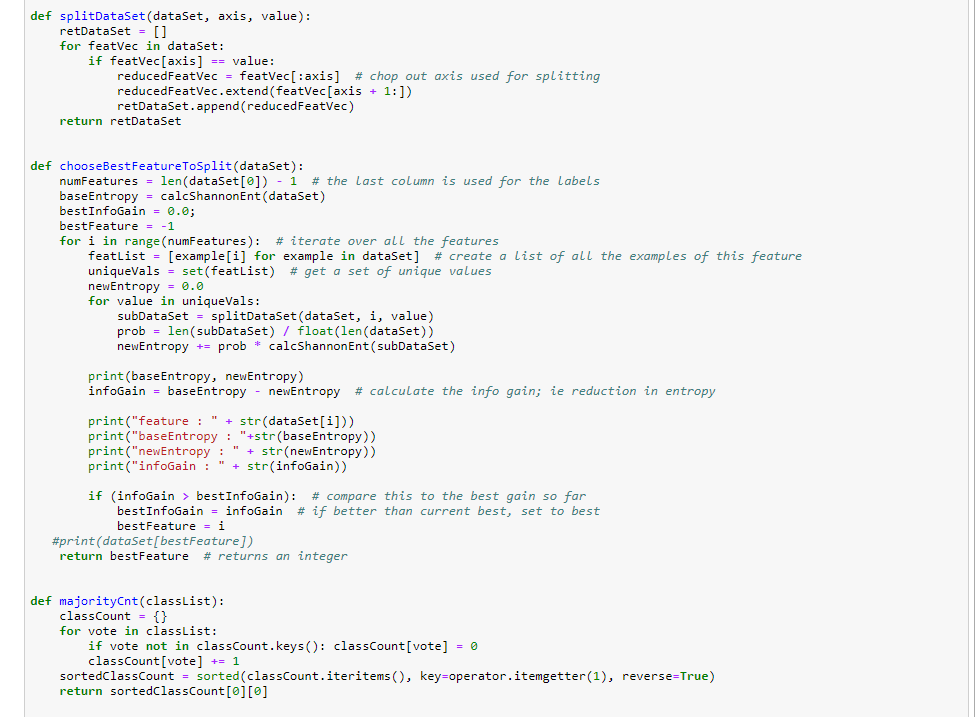 def splitDataSet(dataSet, axis, value):
    retDataSet = []
    for featVec in dataSet:
        if featVec[axis] == value:
            reducedFeatVec = featVec[:axis]  # chop out axis used for splitting
            reducedFeatVec.extend(featVec[axis + 1:])
            retDataSet.append(reducedFeatVec)
    return retDataSet
def chooseBestFeatureToSplit(dataSet):
    numFeatures = len(dataSet[0]) - 1  # the last column is used for the labels
    baseEntropy = calcShannonEnt(dataSet)
    bestInfoGain = 0.0;
    bestFeature = -1
    for i in range(numFeatures):  # iterate over all the features
        featList = [example[i] for example in dataSet]  # create a list of all the examples of this feature
        uniqueVals = set(featList)  # get a set of unique values
        newEntropy = 0.0
        for value in uniqueVals:
            subDataSet = splitDataSet(dataSet, i, value)
            prob = len(subDataSet) / float(len(dataSet))
            newEntropy += prob * calcShannonEnt(subDataSet)
        print(baseEntropy, newEntropy)
        infoGain = baseEntropy - newEntropy  # calculate the info gain; ie reduction in entropy
        print("feature : " + str(dataSet[i]))
        print("baseEntropy : "+str(baseEntropy))
        print("newEntropy : " + str(newEntropy))
        print("infoGain : " + str(infoGain))
        if (infoGain > bestInfoGain):  # compare this to the best gain so far
            bestInfoGain = infoGain  # if better than current best, set to best
            bestFeature = i
   #print(dataSet[bestFeature])
    return bestFeature  # returns an integer
def majorityCnt(classList):
    classCount = {}
    for vote in classList:
        if vote not in classCount.keys(): classCount[vote] = 0
        classCount[vote] += 1
    sortedClassCount = sorted(classCount.iteritems(), key=operator.itemgetter(1), reverse=True)
    return sortedClassCount[0][0]